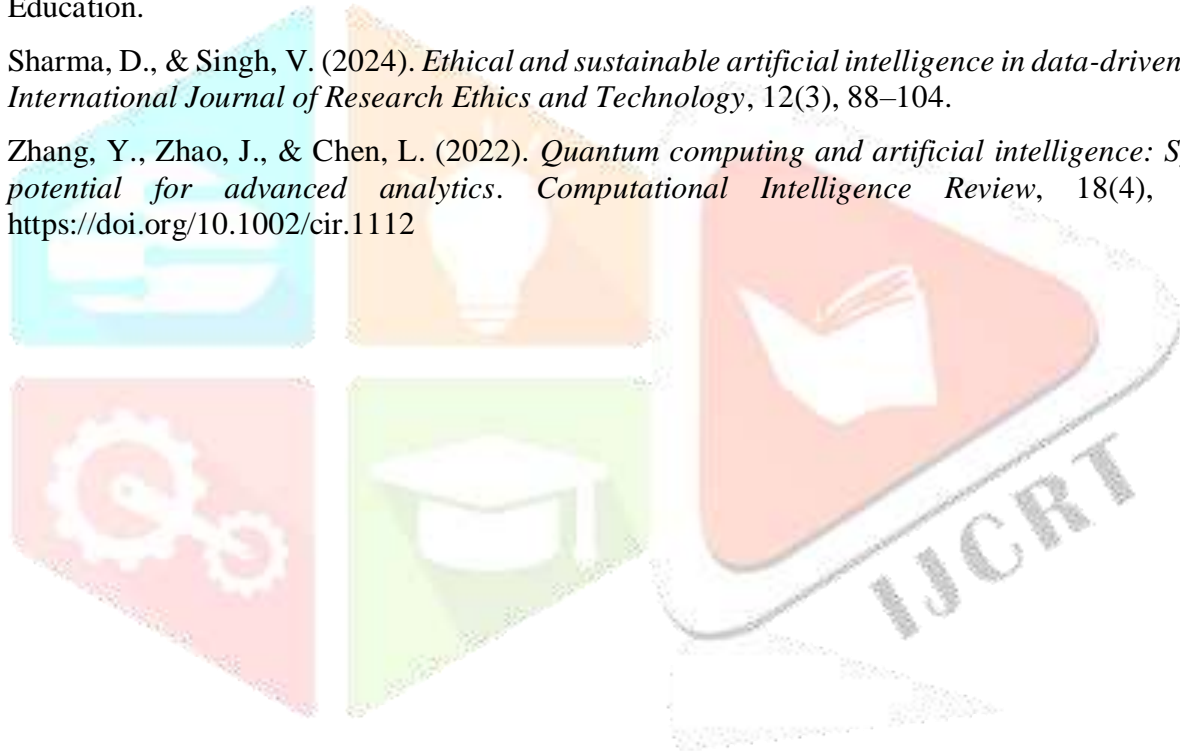 Education.
Sharma, D., & Singh, V. (2024). Ethical and sustainable artificial intelligence in data-driven
International Journal of Research Ethics and Technology, 12(3), 88–104.
Zhang, Y., Zhao, J., & Chen, L. (2022). Quantum computing and artificial intelligence:
potential for advanced analytics. Computational Intelligence Review, 18(4),
https://doi.org/10.1002/cir.1112
IJCRT